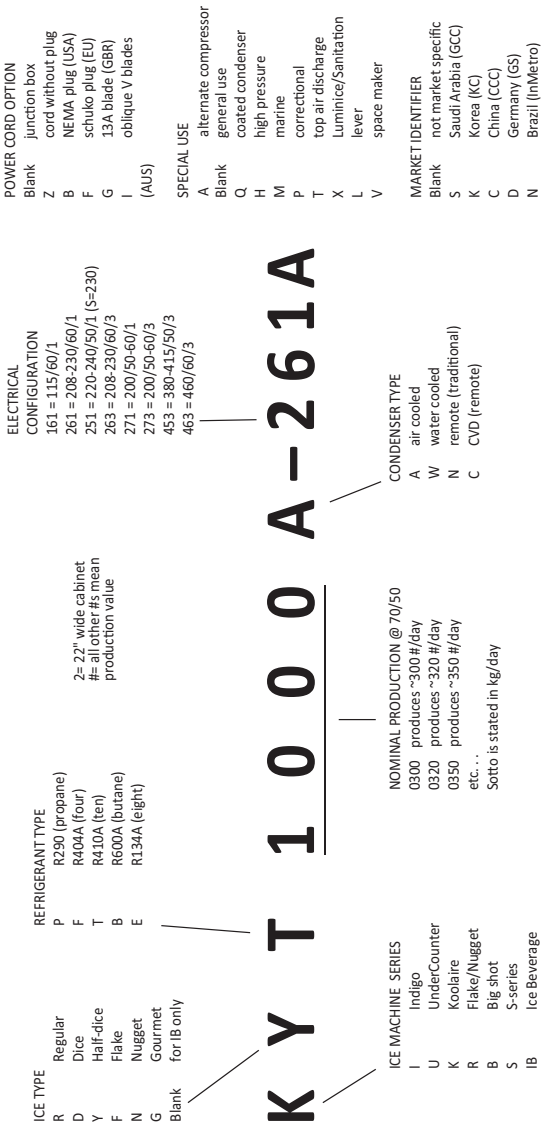 ICE TYPE
R Regular
D Dice
Y Half-dice
F Flake
N Nugget
G Gourmet
Blank for IB only
REFRIGERANT TYPE
P R290 (propane)
F R404A (four)
T R410A (ten)
B R600A (butane)
E R134A (eight)
2= 22" wide cabinet
#= all other #s mean
production value
ELECTRICAL
CONFIGURATION
161 = 115/60/1
261 = 208-230/60/1
251 = 220-240/50/1 (S=230)
263 = 208-230/60/3
271 = 200/50-60/1
273 = 200/50-60/3
453 = 380-415/50/3
463 = 460/60/3
POWER CORD OPTION
Blank junction box
Z cord without plug
B NEMA plug (USA)
F schuko plug (EU)
G 13A blade (GBR)
I oblique V blades
(AUS)
SPECIAL USE
A alternate compressor
Blank general use
Q coated condenser
H high pressure
M marine
P correctional
T top air discharge
X Luminice/Sanitation
L lever
V space maker
MARKET IDENTIFIER
Blank not market specific
S Saudi Arabia (GCC)
K Korea (KC)
C China (CCC)
D Germany (GS)
N Brazil (InMetro)
K Y T 1 0 0 0 A – 2 6 1 A
ICE MACHINE SERIES
I Indigo
U UnderCounter
K Koolaire
R Flake/Nugget
B Big shot
S S-series
IB Ice Beverage
NOMINAL PRODUCTION @ 70/50
0300 produces ~300 #/day
0320 produces ~320 #/day
0350 produces ~350 #/day
etc. . .
Sotto is stated in kg/day
CONDENSER TYPE
A air cooled
W water cooled
N remote (traditional)
C CVD (remote)